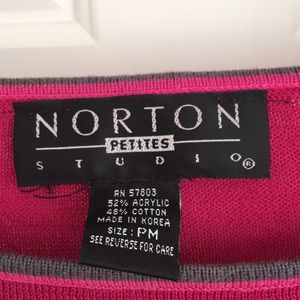 NORTON
PETITES
STUDIO®
RN 57803
52% ACRYLIC
48% COTTON
MADE IN KOREA
SIZE: PM
SEE REVERSE FOR CARE